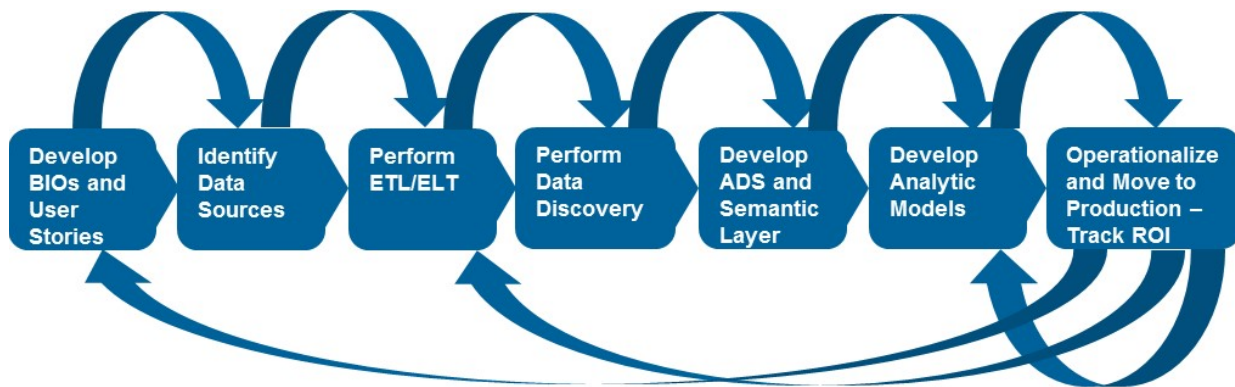 Develop
BIOs and
User
Stories
Identify
Data
Sources
Perform
ETL/ELT
Perform
Data
Discovery
Develop
ADS and
Semantic
Layer
Develop
Analytic
Models
Operationalize
and Move to
Production –
Track ROI